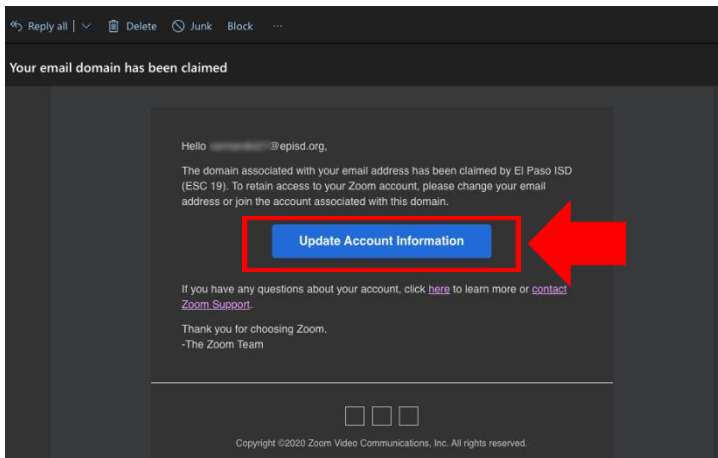 Reply all
Delete
Junk
Block
...
Your email domain has been claimed
Hello @episd.org,
The domain associated with your email address has been claimed by El Paso ISD
(ESC 19). To retain access to your Zoom account, please change your email
address or join the account associated with this domain.
Update Account Information
If you have any questions about your account, click here to learn more or contact
Zoom Support.
Thank you for choosing Zoom.
-The Zoom Team
Copyright ©2020 Zoom Video Communications, Inc. All rights reserved.